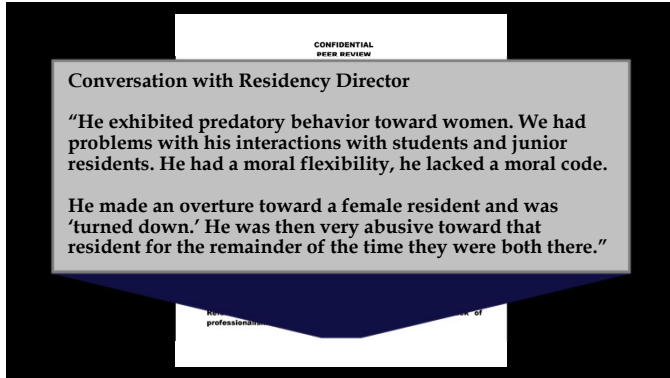 CONFIDENTIAL
PEER REVIEW
Conversation with Residency Director
“He exhibited predatory behavior toward women. We had
problems with his interactions with students and junior
residents. He had a moral flexibility, he lacked a moral code.
He made an overture toward a female resident and was
‘turned down.’ He was then very abusive toward that
resident for the remainder of the time they were both there.”
of